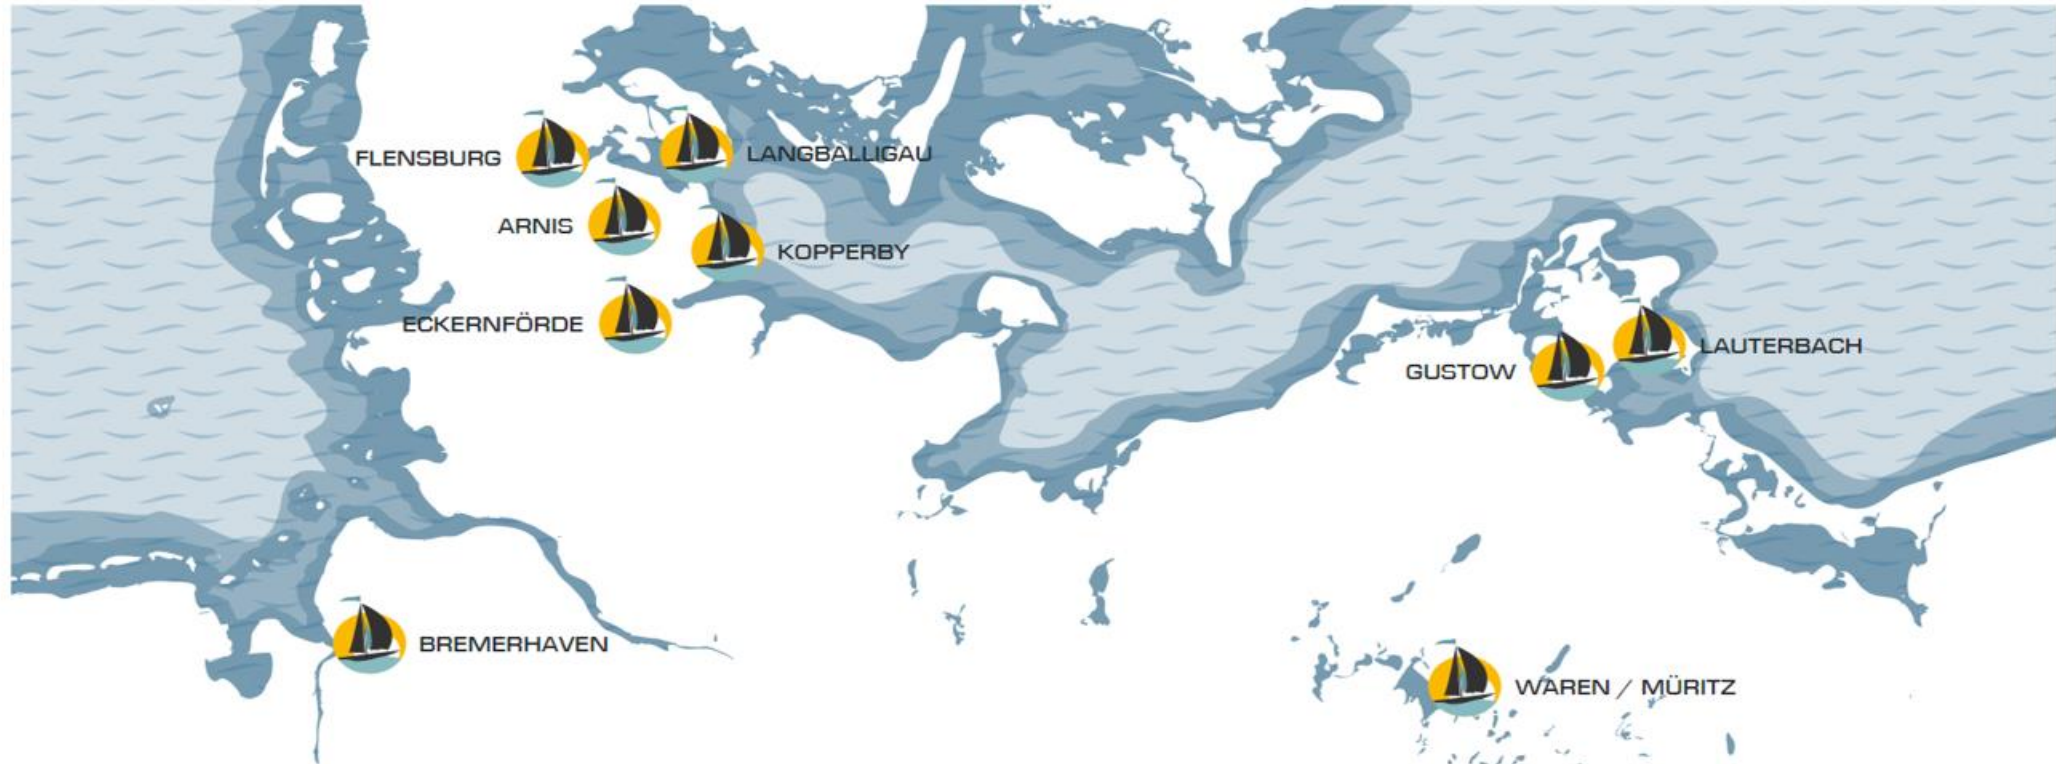 FLENSBURG
LANGBALLIGAU
ARNIS
KOPPERBY
ECKERNFÖRDE
LAUTERBACH
GUSTOW
BREMERHAVEN
WAREN / MÜRITZ